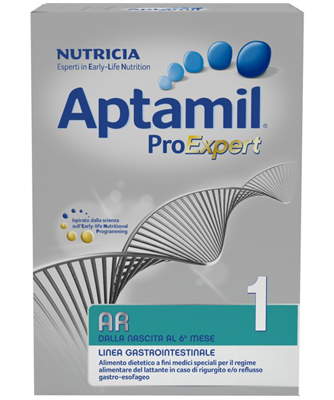 NUTRICIA
Esperti in Early-Life Nutrition
Aptamil®
ProExpert
Ispirato dalla scienza
sull'Early-life Nutritional
Programming
1
AR
DALLA NASCITA AL 6° MESE
LINEA GASTROINTESTINALE
Alimento dietetico a fini medici speciali per il regime
alimentare del lattante in caso di rigurgito e/o reflusso
gastro-esofageo